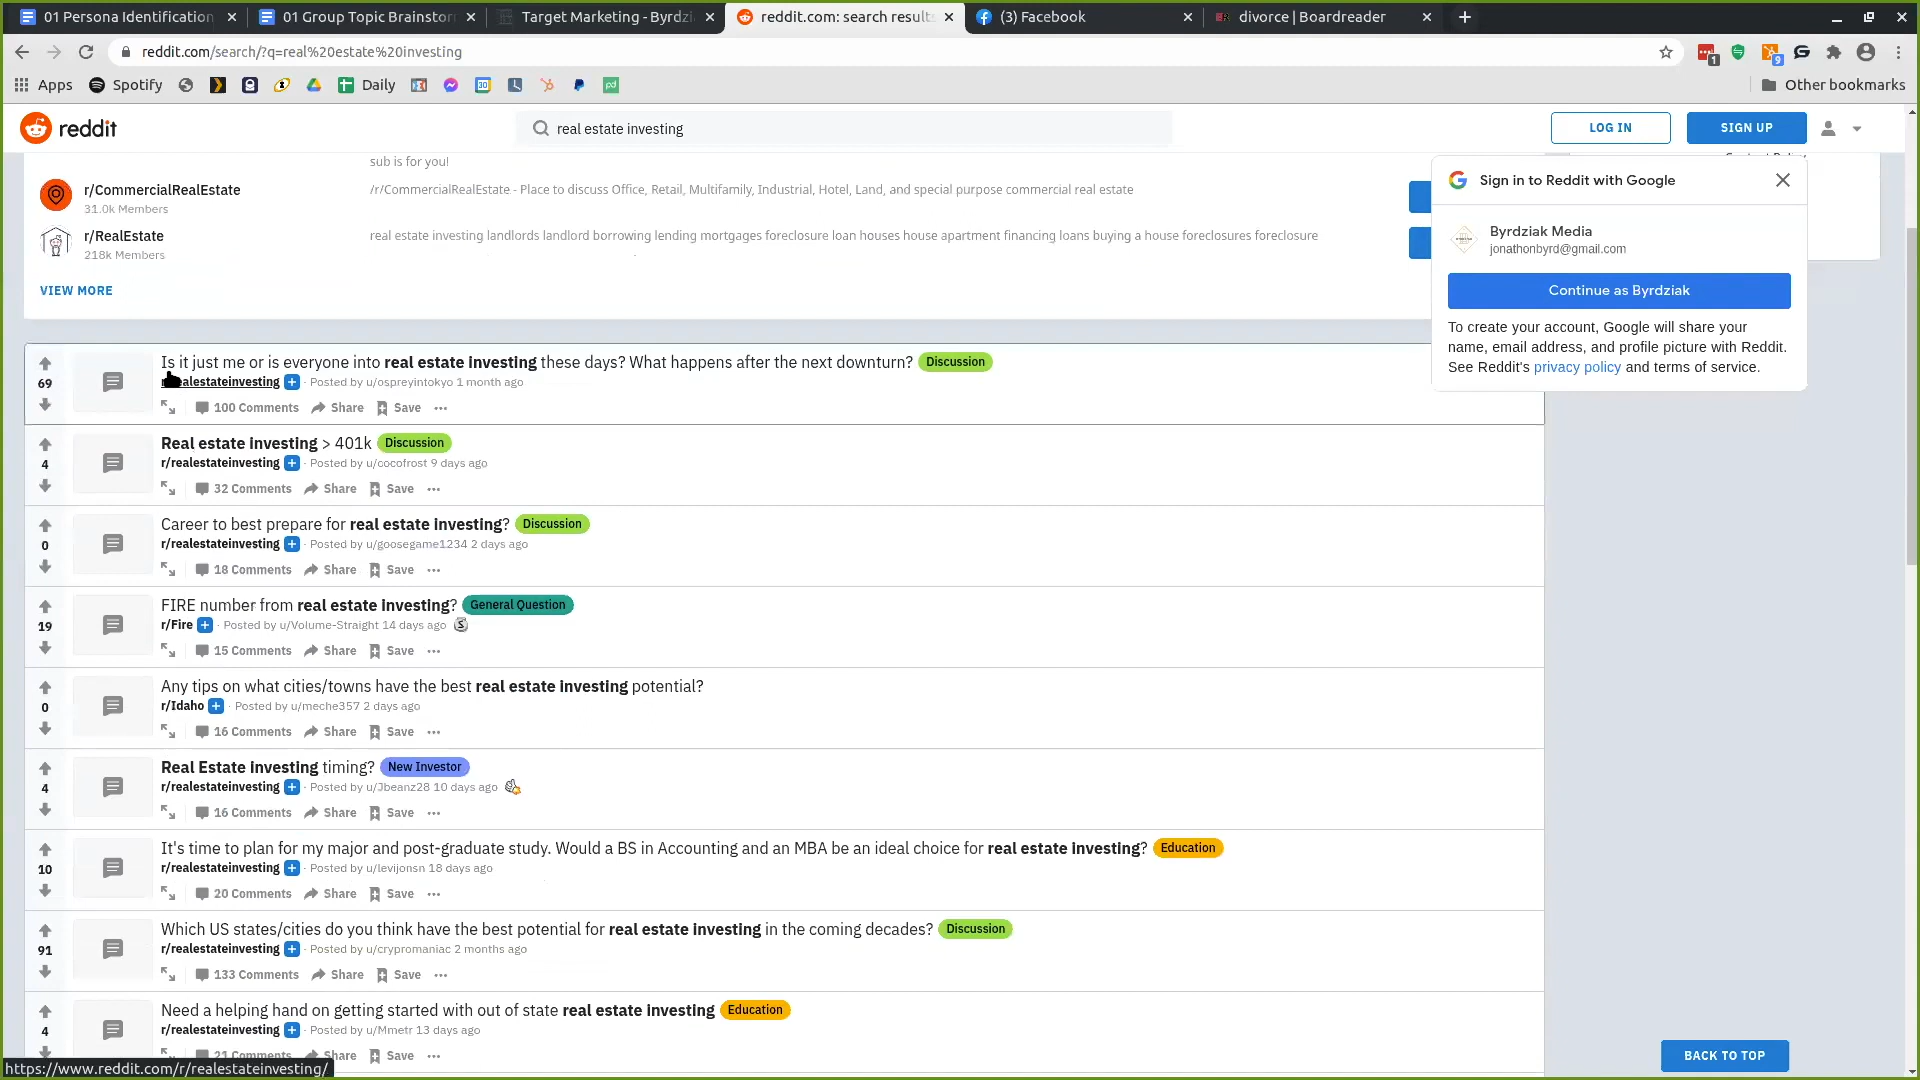 01 Persona Identification
01 Group Topic Brainstor
Target Marketing - Byrdzi
reddit.com: search results
(3) Facebook
divorce | Boardreader
reddit.com/search/?q=real%20estate%20investing
1
9
Apps
Spotify
Daily
Other bookmarks
reddit
real estate investing
LOG IN
SIGN UP
sub is for you!
r/CommercialRealEstate
/r/CommercialRealEstate - Place to discuss Office, Retail, Multifamily, Industrial, Hotel, Land, and special purpose commercial real estate
31.0k Members
r/RealEstate
real estate investing landlords landlord borrowing lending mortgages foreclosure loan houses house apartment financing loans buying a house foreclosures foreclosure
218k Members
VIEW MORE
Sign in to Reddit with Google
Byrdziak Media
jonathonbyrd@gmail.com
Continue as Byrdziak
To create your account, Google will share your
name, email address, and profile picture with Reddit.
See Reddit's privacy policy and terms of service.
Is it just me or is everyone into real estate investing these days? What happens after the next downturn? Discussion
69
r/realestateinvesting · Posted by u/ospreyintokyo 1 month ago
100 Comments Share Save
Real estate investing > 401k Discussion
4
r/realestateinvesting · Posted by u/cocofrost 9 days ago
32 Comments Share Save
Career to best prepare for real estate investing? Discussion
0
r/realestateinvesting · Posted by u/goosegame1234 2 days ago
18 Comments Share Save
FIRE number from real estate investing? General Question
19
r/Fire · Posted by u/Volume-Straight 14 days ago
15 Comments Share Save
Any tips on what cities/towns have the best real estate investing potential?
0
r/Idaho · Posted by u/meche357 2 days ago
16 Comments Share Save
Real Estate investing timing? New Investor
4
r/realestateinvesting · Posted by u/Jbeanz28 10 days ago
16 Comments Share Save
It's time to plan for my major and post-graduate study. Would a BS in Accounting and an MBA be an ideal choice for real estate investing? Education
10
r/realestateinvesting · Posted by u/levijonsn 18 days ago
20 Comments Share Save
Which US states/cities do you think have the best potential for real estate investing in the coming decades? Discussion
91
r/realestateinvesting · Posted by u/crypromaniac 2 months ago
133 Comments Share Save
Need a helping hand on getting started with out of state real estate investing Education
4
r/realestateinvesting · Posted by u/Mmetr 13 days ago
21 Comments Share Save
BACK TO TOP
https://www.reddit.com/r/realestateinvesting/